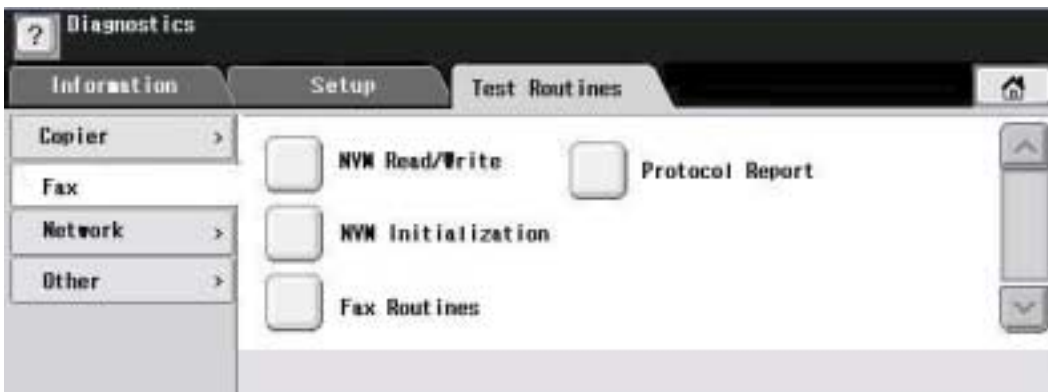 ? Diagnostics
Information Setup Test Routines
Copier >
Fax
Network >
Other >
NVM Read/Write Protocol Report
NVM Initialization
Fax Routines